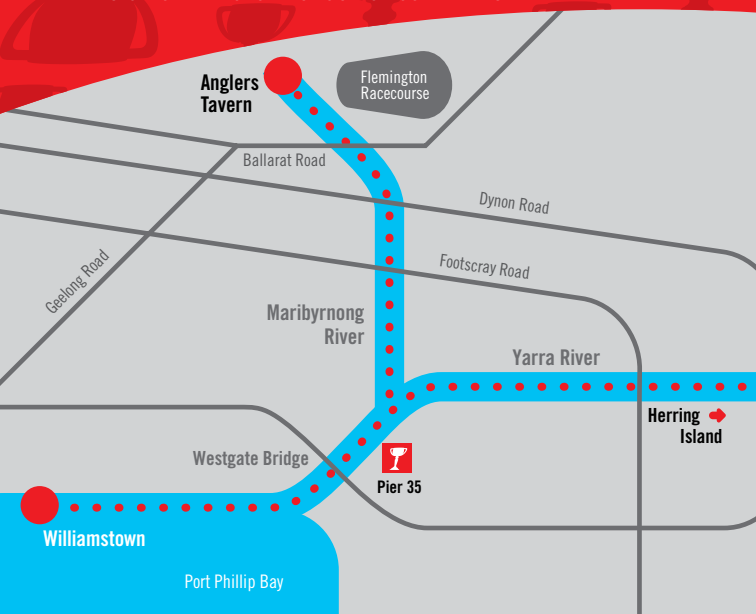 Anglers
Tavern
Flemington
Racecourse
Ballarat Road
Dynon Road
Geelong Road
Footscray Road
Maribyrnong
River
Yarra River
Herring
Island
Westgate Bridge
Pier 35
Williamstown
Port Phillip Bay